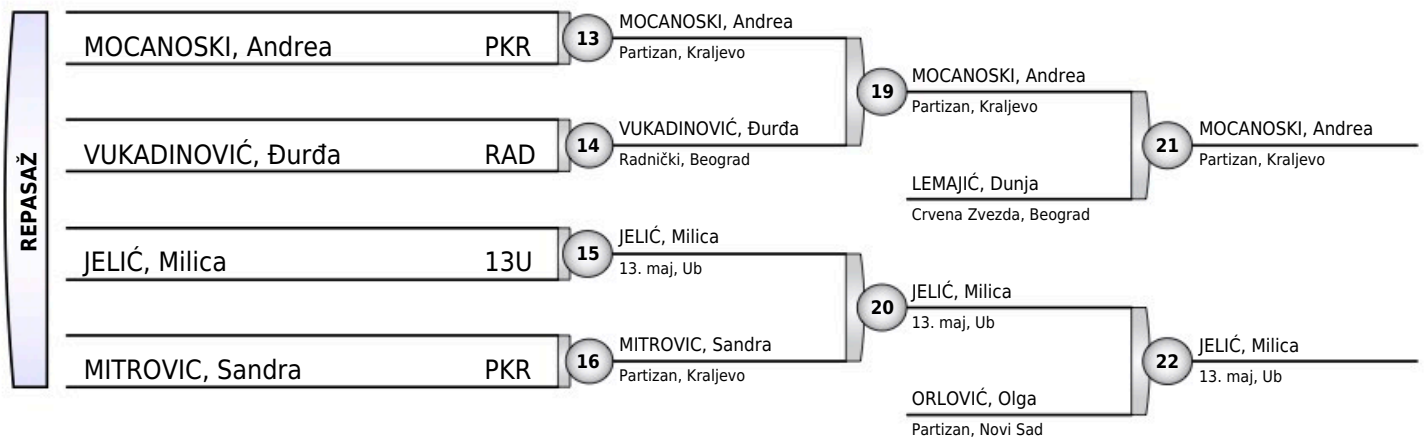 REPASAŽ
MOCANOSKI, Andrea PKR
VUKADINOVIĆ, Đurđa RAD
JELIĆ, Milica 13U
MITROVIC, Sandra PKR
13
MOCANOSKI, Andrea
Partizan, Kraljevo
14
VUKADINOVIĆ, Đurđa
Radnički, Beograd
15
JELIĆ, Milica
13. maj, Ub
16
MITROVIC, Sandra
Partizan, Kraljevo
19
MOCANOSKI, Andrea
Partizan, Kraljevo
LEMAJIĆ, Dunja
Crvena Zvezda, Beograd
20
JELIĆ, Milica
13. maj, Ub
ORLOVIĆ, Olga
Partizan, Novi Sad
21
MOCANOSKI, Andrea
Partizan, Kraljevo
22
JELIĆ, Milica
13. maj, Ub